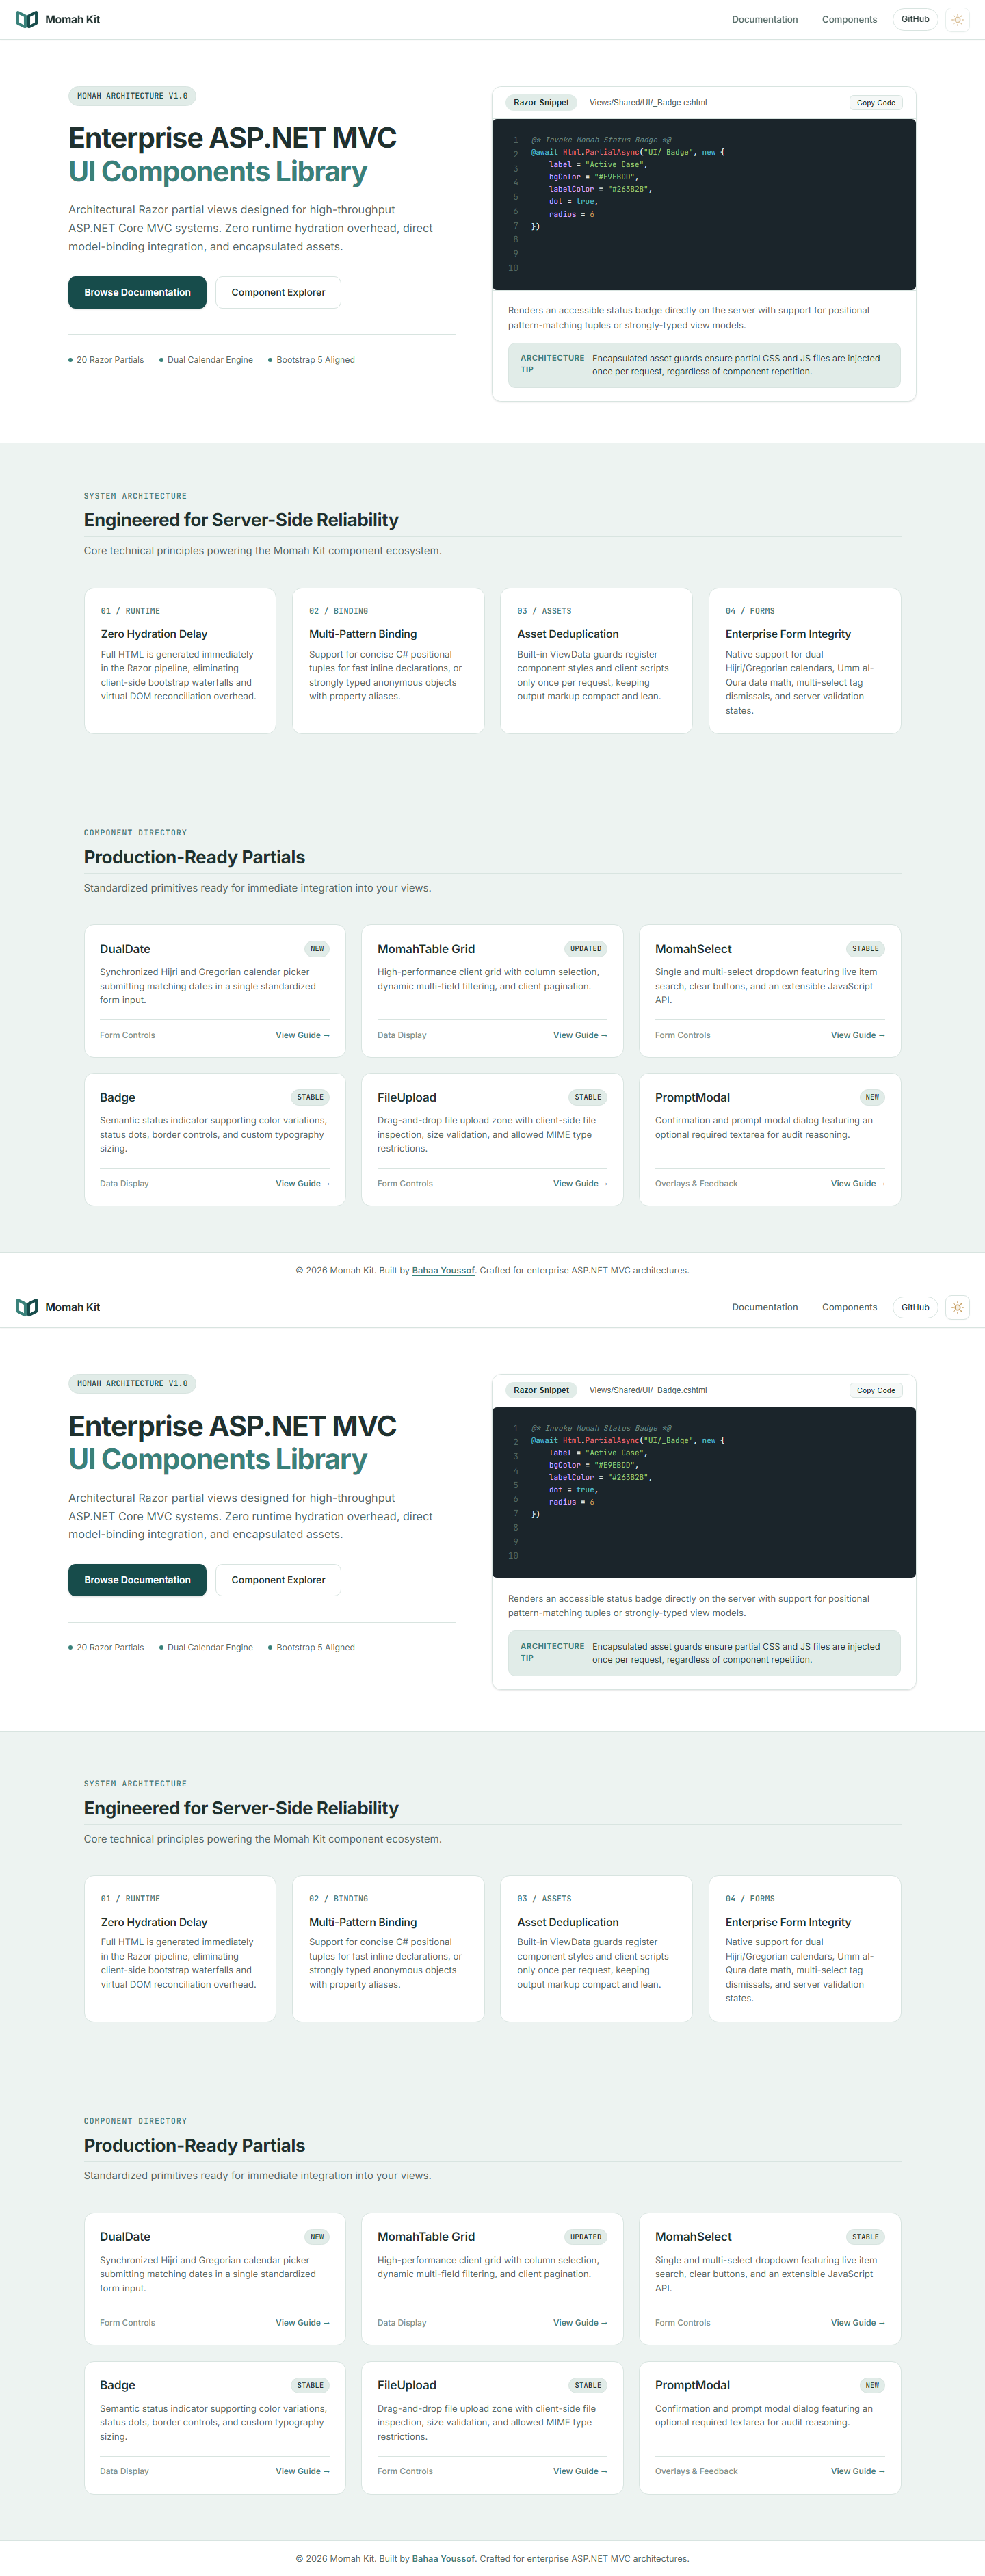 Momah Kit
Documentation Components GitHub
MOMAH ARCHITECTURE V1.0
Enterprise ASP.NET MVC
UI Components Library
Architectural Razor partial views designed for high-throughput
ASP.NET Core MVC systems. Zero runtime hydration overhead, direct
model-binding integration, and encapsulated assets.
Browse Documentation Component Explorer
20 Razor Partials Dual Calendar Engine Bootstrap 5 Aligned
Razor Snippet Views/Shared/UI/_Badge.cshtml Copy Code
1 @* Invoke Momah Status Badge *@
2 @await Html.PartialAsync("UI/_Badge", new {
3 label = "Active Case",
4 bgColor = "#E9EBDD",
5 labelColor = "#263B2B",
6 dot = true,
7 radius = 6
8 })
9
10
Renders an accessible status badge directly on the server with support for positional
pattern-matching tuples or strongly-typed view models.
ARCHITECTURE TIP
Encapsulated asset guards ensure partial CSS and JS files are injected
once per request, regardless of component repetition.
SYSTEM ARCHITECTURE
Engineered for Server-Side Reliability
Core technical principles powering the Momah Kit component ecosystem.
01 / RUNTIME
Zero Hydration Delay
Full HTML is generated immediately
in the Razor pipeline, eliminating
client-side bootstrap waterfalls and
virtual DOM reconciliation overhead.
02 / BINDING
Multi-Pattern Binding
Support for concise C# positional
tuples for fast inline declarations, or
strongly typed anonymous objects
with property aliases.
03 / ASSETS
Asset Deduplication
Built-in ViewData guards register
component styles and client scripts
only once per request, keeping
output markup compact and lean.
04 / FORMS
Enterprise Form Integrity
Native support for dual
Hijri/Gregorian calendars, Umm al-
Qura date math, multi-select tag
dismissals, and server validation
states.
COMPONENT DIRECTORY
Production-Ready Partials
Standardized primitives ready for immediate integration into your views.
DualDate NEW
Synchronized Hijri and Gregorian calendar picker
submitting matching dates in a single standardized
form input.
Form Controls View Guide →
MomahTable Grid UPDATED
High-performance client grid with column selection,
dynamic multi-field filtering, and client pagination.
Data Display View Guide →
MomahSelect STABLE
Single and multi-select dropdown featuring live item
search, clear buttons, and an extensible JavaScript
API.
Form Controls View Guide →
Badge STABLE
Semantic status indicator supporting color variations,
status dots, border controls, and custom typography
sizing.
Data Display View Guide →
FileUpload STABLE
Drag-and-drop file upload zone with client-side file
inspection, size validation, and allowed MIME type
restrictions.
Form Controls View Guide →
PromptModal NEW
Confirmation and prompt modal dialog featuring an
optional required textarea for audit reasoning.
Overlays & Feedback View Guide →
© 2026 Momah Kit. Built by Bahaa Youssof. Crafted for enterprise ASP.NET MVC architectures.
Momah Kit
Documentation Components GitHub
MOMAH ARCHITECTURE V1.0
Enterprise ASP.NET MVC
UI Components Library
Architectural Razor partial views designed for high-throughput
ASP.NET Core MVC systems. Zero runtime hydration overhead, direct
model-binding integration, and encapsulated assets.
Browse Documentation Component Explorer
20 Razor Partials Dual Calendar Engine Bootstrap 5 Aligned
Razor Snippet Views/Shared/UI/_Badge.cshtml Copy Code
1 @* Invoke Momah Status Badge *@
2 @await Html.PartialAsync("UI/_Badge", new {
3 label = "Active Case",
4 bgColor = "#E9EBDD",
5 labelColor = "#263B2B",
6 dot = true,
7 radius = 6
8 })
9
10
Renders an accessible status badge directly on the server with support for positional
pattern-matching tuples or strongly-typed view models.
ARCHITECTURE TIP
Encapsulated asset guards ensure partial CSS and JS files are injected
once per request, regardless of component repetition.
SYSTEM ARCHITECTURE
Engineered for Server-Side Reliability
Core technical principles powering the Momah Kit component ecosystem.
01 / RUNTIME
Zero Hydration Delay
Full HTML is generated immediately
in the Razor pipeline, eliminating
client-side bootstrap waterfalls and
virtual DOM reconciliation overhead.
02 / BINDING
Multi-Pattern Binding
Support for concise C# positional
tuples for fast inline declarations, or
strongly typed anonymous objects
with property aliases.
03 / ASSETS
Asset Deduplication
Built-in ViewData guards register
component styles and client scripts
only once per request, keeping
output markup compact and lean.
04 / FORMS
Enterprise Form Integrity
Native support for dual
Hijri/Gregorian calendars, Umm al-
Qura date math, multi-select tag
dismissals, and server validation
states.
COMPONENT DIRECTORY
Production-Ready Partials
Standardized primitives ready for immediate integration into your views.
DualDate NEW
Synchronized Hijri and Gregorian calendar picker
submitting matching dates in a single standardized
form input.
Form Controls View Guide →
MomahTable Grid UPDATED
High-performance client grid with column selection,
dynamic multi-field filtering, and client pagination.
Data Display View Guide →
MomahSelect STABLE
Single and multi-select dropdown featuring live item
search, clear buttons, and an extensible JavaScript
API.
Form Controls View Guide →
Badge STABLE
Semantic status indicator supporting color variations,
status dots, border controls, and custom typography
sizing.
Data Display View Guide →
FileUpload STABLE
Drag-and-drop file upload zone with client-side file
inspection, size validation, and allowed MIME type
restrictions.
Form Controls View Guide →
PromptModal NEW
Confirmation and prompt modal dialog featuring an
optional required textarea for audit reasoning.
Overlays & Feedback View Guide →
© 2026 Momah Kit. Built by Bahaa Youssof. Crafted for enterprise ASP.NET MVC architectures.